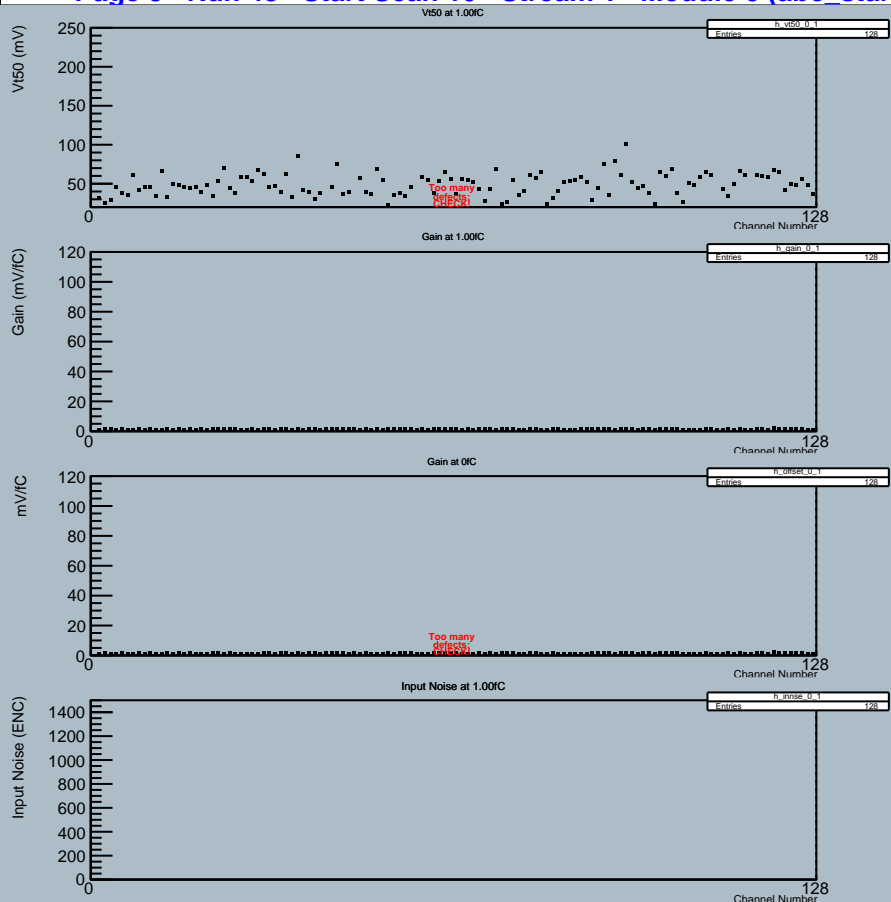 Vt50 at 1.00fC
h_vt50_0_1
Entries 128
Vt50 (mV)
250
200
150
100
50
0
128
Too many
defects:
CHECK!
Channel Number
Gain at 1.00fC
h_gain_0_1
Entries 128
Gain (mV/fC)
120
100
80
60
40
20
0
0
128
Channel Number
Gain at 0fC
h_offset_0_1
Entries 128
mV/fC
120
100
80
60
40
20
0
0
128
Too many
defects:
CHECK!
Channel Number
Input Noise at 1.00fC
h_innse_0_1
Entries 128
Input Noise (ENC)
1400
1200
1000
800
600
400
200
0
0
128
Channel Number